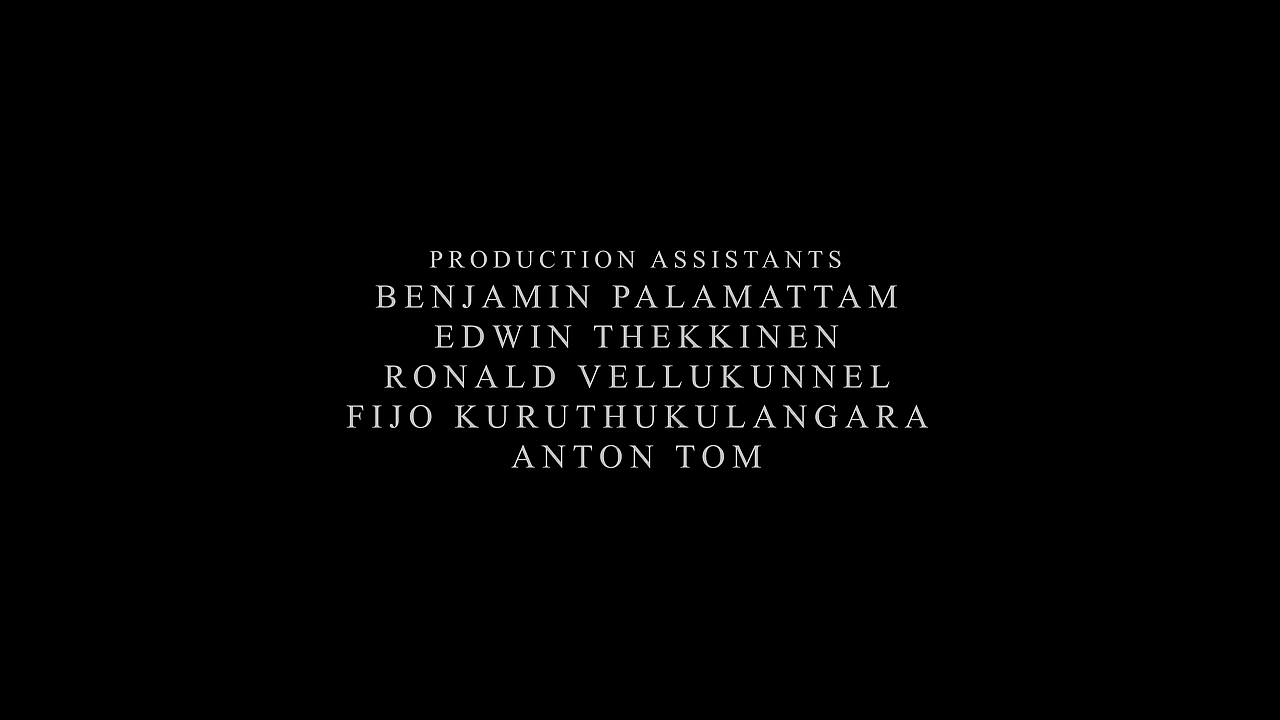 PRODUCTION ASSISTANTS
BENJAMIN PALAMATTAM
EDWIN THEKKINEN
RONALD VELLUKUNNEL
FIJO KURUTHUKULANGARA
ANTON TOM